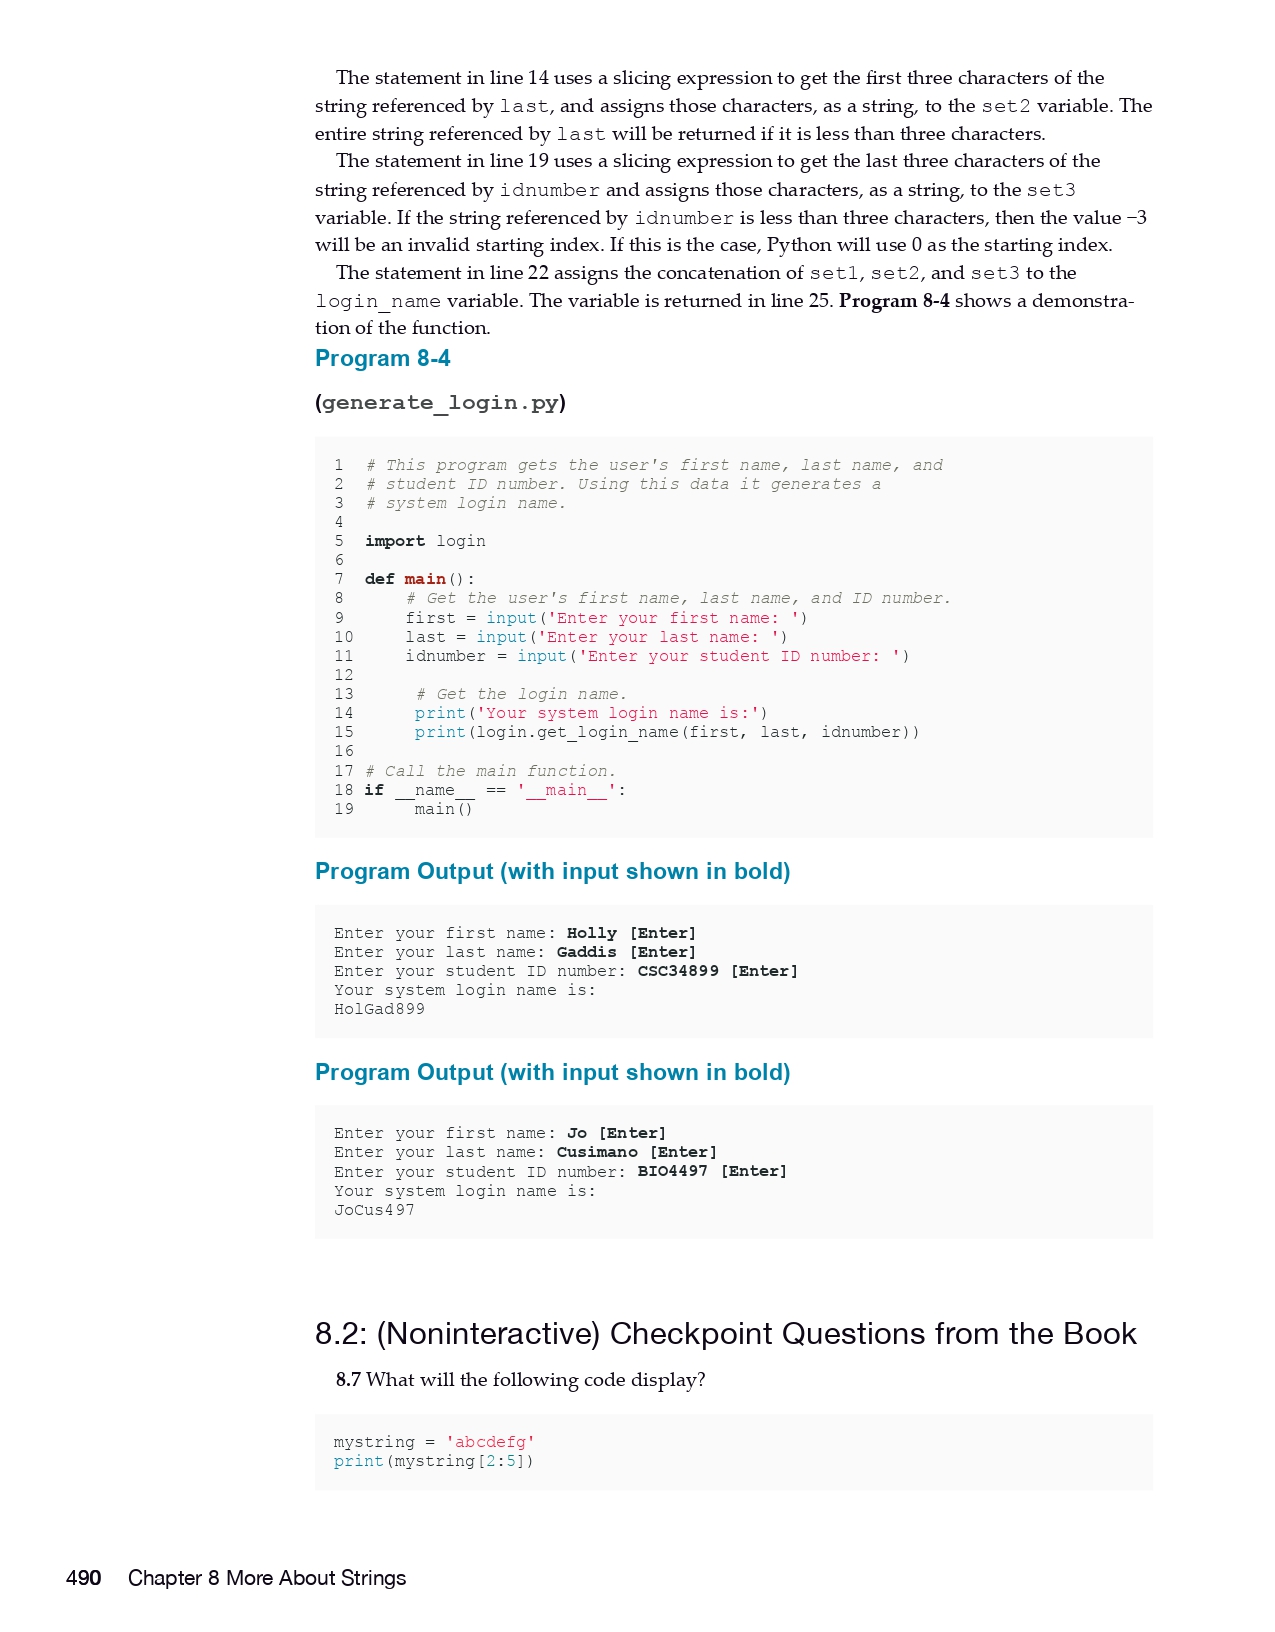 The statement in line 14 uses a slicing expression to get the first three characters of the
string referenced by last, and assigns those characters, as a string, to the set2 variable. The
entire string referenced by last will be returned if it is less than three characters.
The statement in line 19 uses a slicing expression to get the last three characters of the
string referenced by idnumber and assigns those characters, as a string, to the set3
variable. If the string referenced by idnumber is less than three characters, then the value −3
will be an invalid starting index. If this is the case, Python will use 0 as the starting index.
The statement in line 22 assigns the concatenation of set1, set2, and set3 to the
login_name variable. The variable is returned in line 25. Program 8-4 shows a demonstra-
tion of the function.
Program 8-4
(generate_login.py)
1 # This program gets the user's first name, last name, and
2 # student ID number. Using this data it generates a
3 # system login name.
4
5 import login
6
7 def main():
8 # Get the user's first name, last name, and ID number.
9 first = input('Enter your first name: ')
10 last = input('Enter your last name: ')
11 idnumber = input('Enter your student ID number: ')
12
13 # Get the login name.
14 print('Your system login name is:')
15 print(login.get_login_name(first, last, idnumber))
16
17 # Call the main function.
18 if __name__ == '__main__':
19 main()
Program Output (with input shown in bold)
Enter your first name: Holly [Enter]
Enter your last name: Gaddis [Enter]
Enter your student ID number: CSC34899 [Enter]
Your system login name is:
HolGad899
Program Output (with input shown in bold)
Enter your first name: Jo [Enter]
Enter your last name: Cusimano [Enter]
Enter your student ID number: BIO4497 [Enter]
Your system login name is:
JoCus497
8.2: (Noninteractive) Checkpoint Questions from the Book
8.7 What will the following code display?
mystring = 'abcdefg'
print(mystring[2:5])
490 Chapter 8 More About Strings